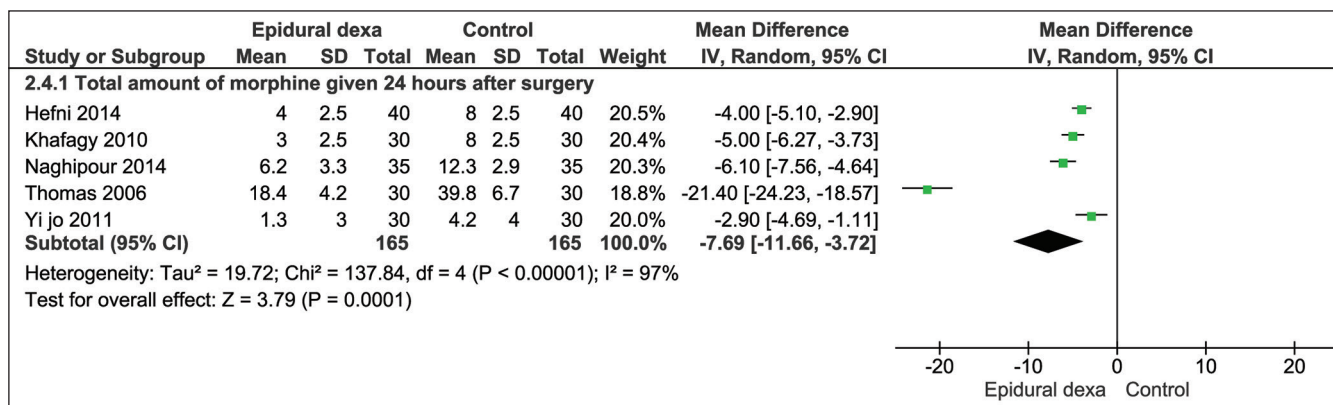 Epidural dexa Control Mean Difference Mean Difference
Study or Subgroup Mean SD Total Mean SD Total Weight IV, Random, 95% CI IV, Random, 95% CI
2.4.1 Total amount of morphine given 24 hours after surgery
Hefni 2014 4 2.5 40 8 2.5 40 20.5% -4.00 [-5.10, -2.90]
Khafagy 2010 3 2.5 30 8 2.5 30 20.4% -5.00 [-6.27, -3.73]
Naghipour 2014 6.2 3.3 35 12.3 2.9 35 20.3% -6.10 [-7.56, -4.64]
Thomas 2006 18.4 4.2 30 39.8 6.7 30 18.8% -21.40 [-24.23, -18.57]
Yi jo 2011 1.3 3 30 4.2 4 30 20.0% -2.90 [-4.69, -1.11]
Subtotal (95% CI) 165 165 100.0% -7.69 [-11.66, -3.72]
Heterogeneity: Tau² = 19.72; Chi² = 137.84, df = 4 (P < 0.00001); I² = 97%
Test for overall effect: Z = 3.79 (P = 0.0001)
-20 -10 0 10 20
Epidural dexa Control